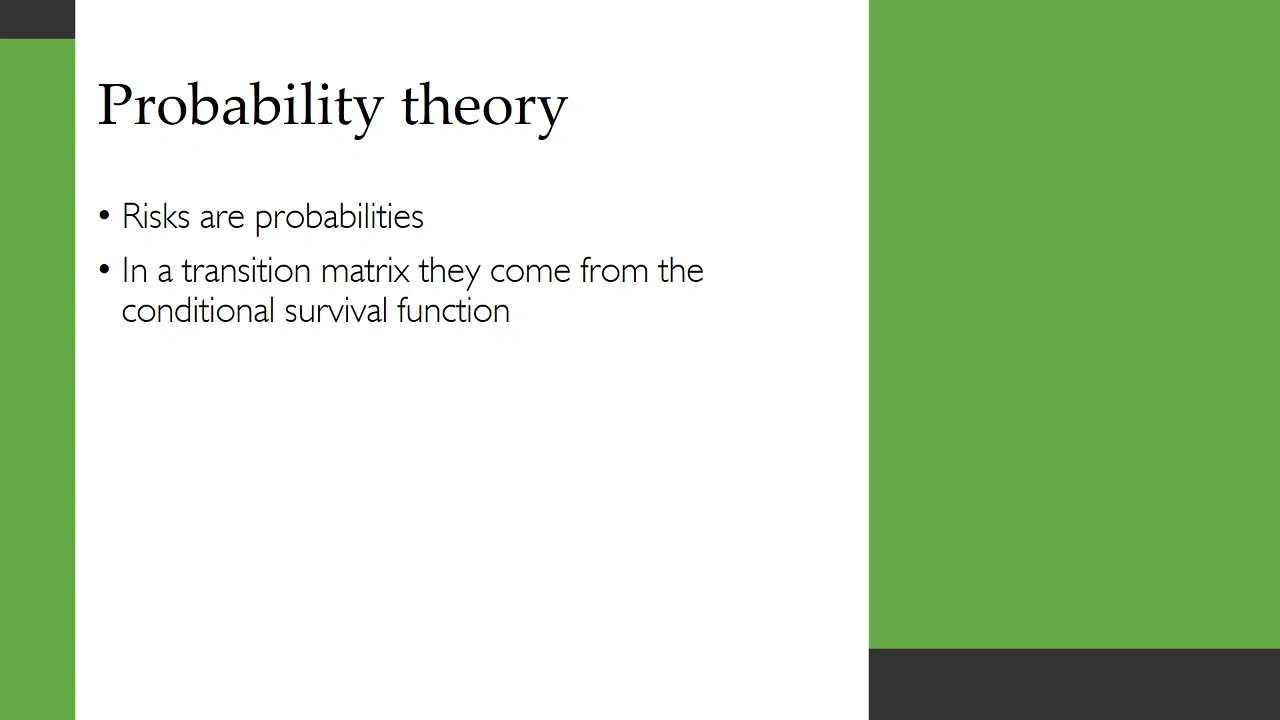 Probability theory
• Risks are probabilities
• In a transition matrix they come from the
conditional survival function